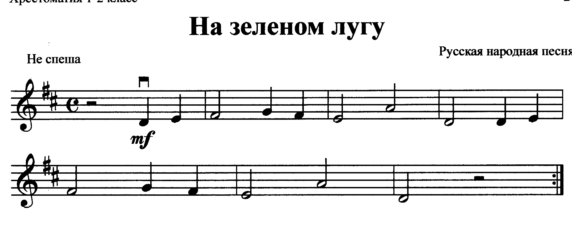 Хрестоматия 1-2 класс
На зеленом лугу
Русская народная песня
Не спеша
mf